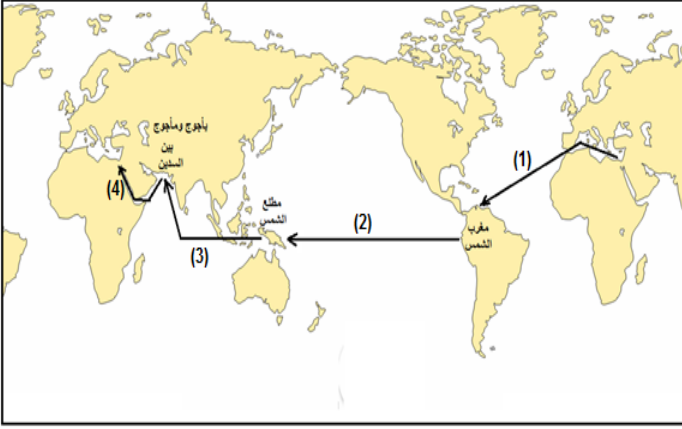 يأجوج ومأجوج
بين
السدين
(1)
(4)
مطلع
الشمس
(2)
مغرب
الشمس
(3)